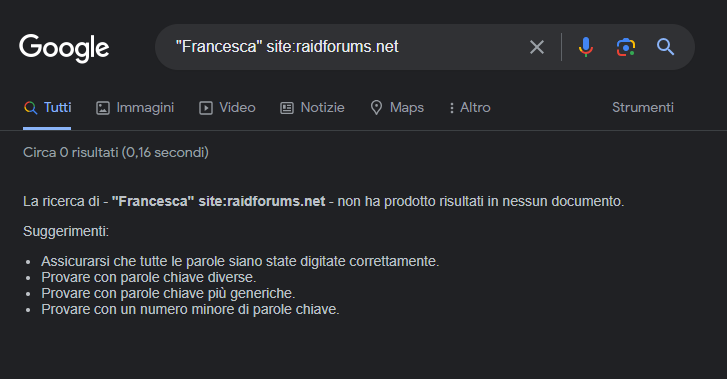 Google
"Francesca" site:raidforums.net
Tutti Immagini Video Notizie Maps Altro Strumenti
Circa 0 risultati (0,16 secondi)
La ricerca di - "Francesca" site:raidforums.net - non ha prodotto risultati in nessun documento.
Suggerimenti:
• Assicurarsi che tutte le parole siano state digitate correttamente.
• Provare con parole chiave diverse.
• Provare con parole chiave più generiche.
• Provare con un numero minore di parole chiave.